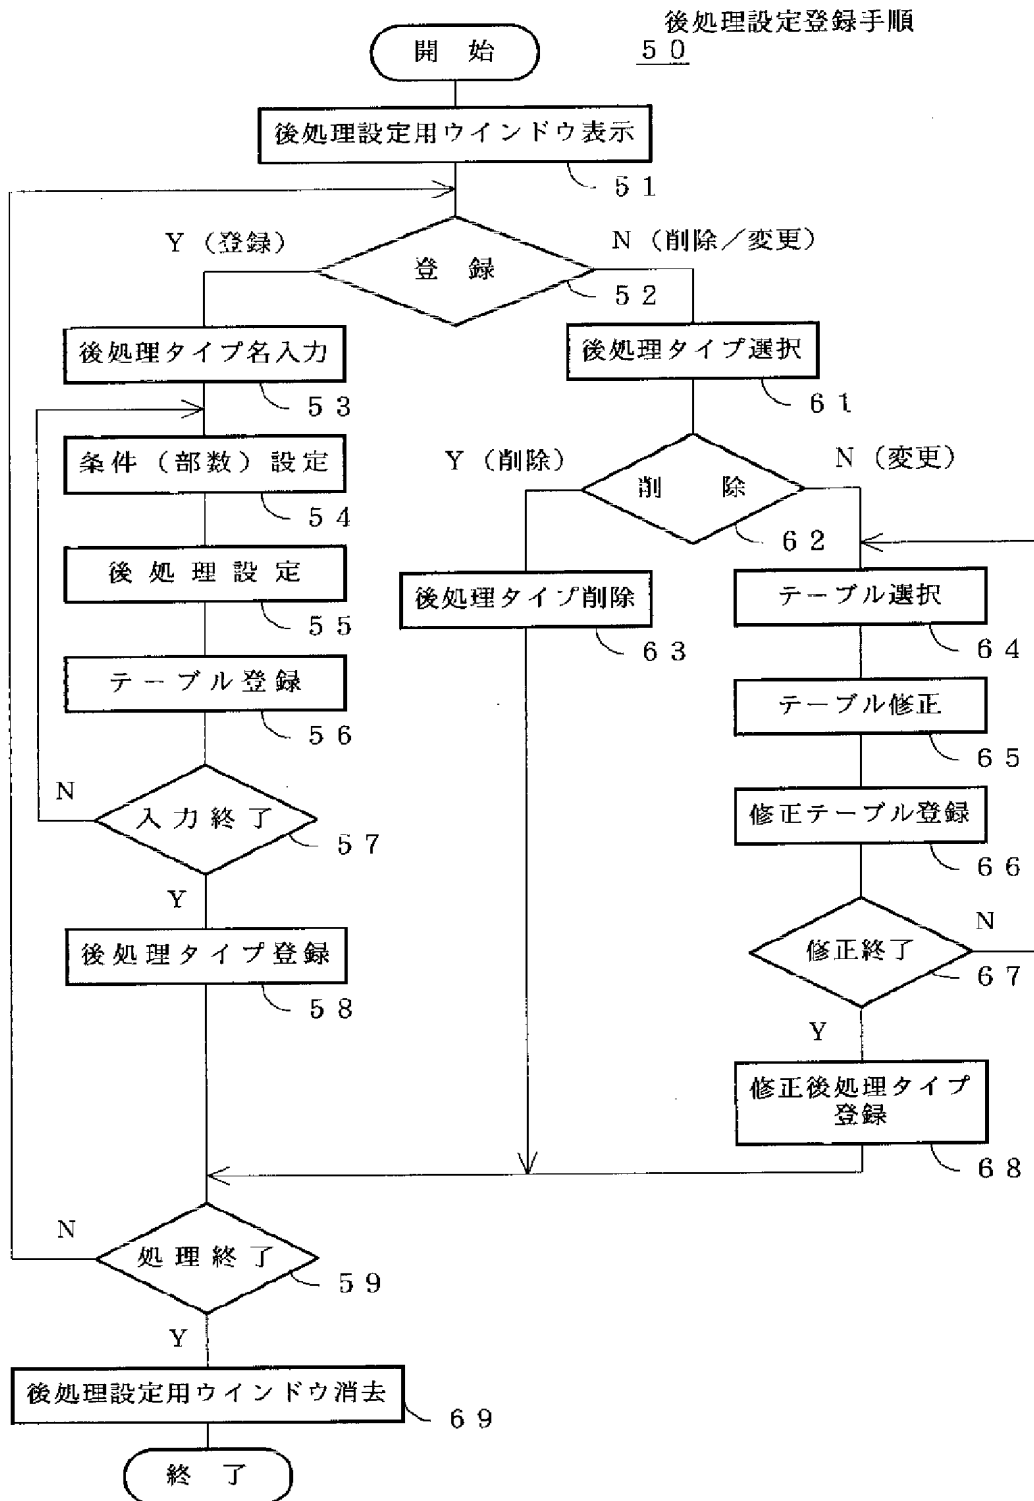 後処理設定登録手順
５０
開　始
後処理設定用ウインドウ表示
５１
Ｙ（登録）
Ｎ（削除／変更）
登　録
５２
後処理タイプ名入力
５３
後処理タイプ選択
６１
条件（部数）設定
５４
Ｙ（削除）
Ｎ（変更）
削　除
６２
後処理設定
５５
後処理タイプ削除
６３
テーブル選択
６４
テーブル登録
５６
テーブル修正
６５
Ｎ
入力終了
５７
修正テーブル登録
６６
Ｙ
後処理タイプ登録
５８
Ｎ
修正終了
６７
Ｙ
修正後処理タイプ
登録
６８
Ｎ
処理終了
５９
Ｙ
後処理設定用ウインドウ消去
６９
終　了